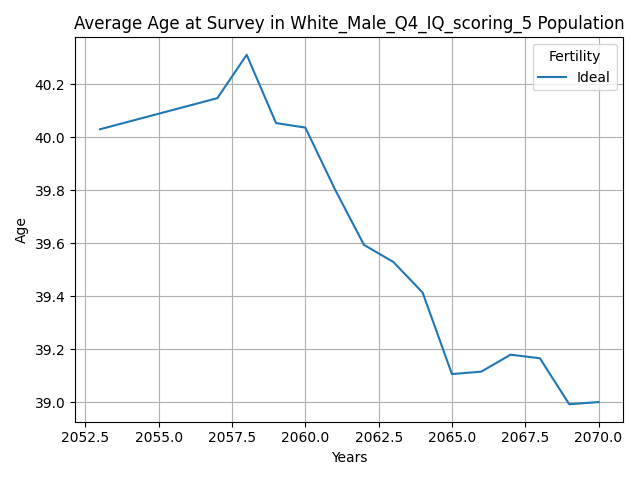 Average Age at Survey in White_Male_Q4_IQ_scoring_5 Population
Fertility
Ideal
40.2
40.0
39.8
39.6
39.4
39.2
39.0
Age
2052.5 2055.0 2057.5 2060.0 2062.5 2065.0 2067.5 2070.0
Years